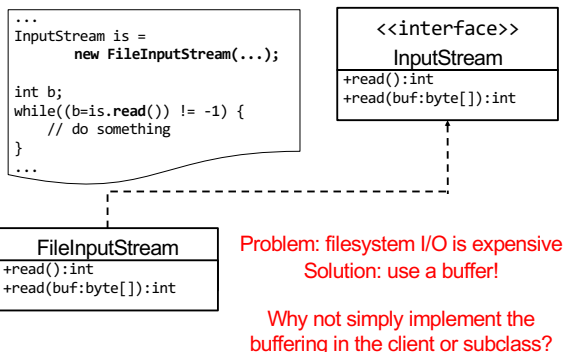 ...
InputStream is =
new FileInputStream(...);
int b;
while((b=is.read()) != -1) {
// do something
}
...
<<interface>>
InputStream
+read():int
+read(buf:byte[]):int
FileInputStream
+read():int
+read(buf:byte[]):int
Problem: filesystem I/O is expensive
Solution: use a buffer!
Why not simply implement the
buffering in the client or subclass?